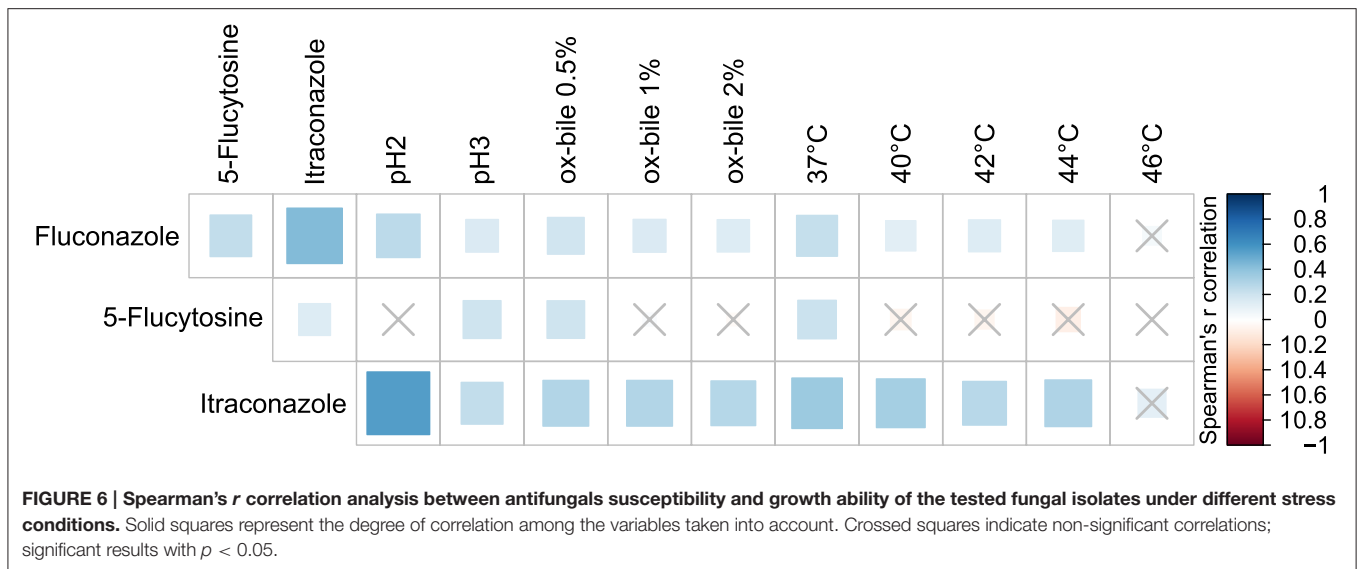 5-Flucytosine
Itraconazole
pH2
pH3
ox-bile 0.5%
ox-bile 1%
ox-bile 2%
37°C
40°C
42°C
44°C
46°C
Fluconazole
5-Flucytosine
Itraconazole
Spearman's r correlation
1
0.8
0.6
0.4
0.2
0
10.2
10.4
10.6
10.8
−1
FIGURE 6 | Spearman's r correlation analysis between antifungals susceptibility and growth ability of the tested fungal isolates under different stress
conditions. Solid squares represent the degree of correlation among the variables taken into account. Crossed squares indicate non-significant correlations;
significant results with p < 0.05.